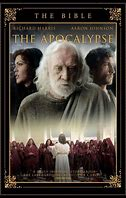 THE BIBLE
RICHARD HARRIS AARON JOHNSON
THE APOCALYPSE